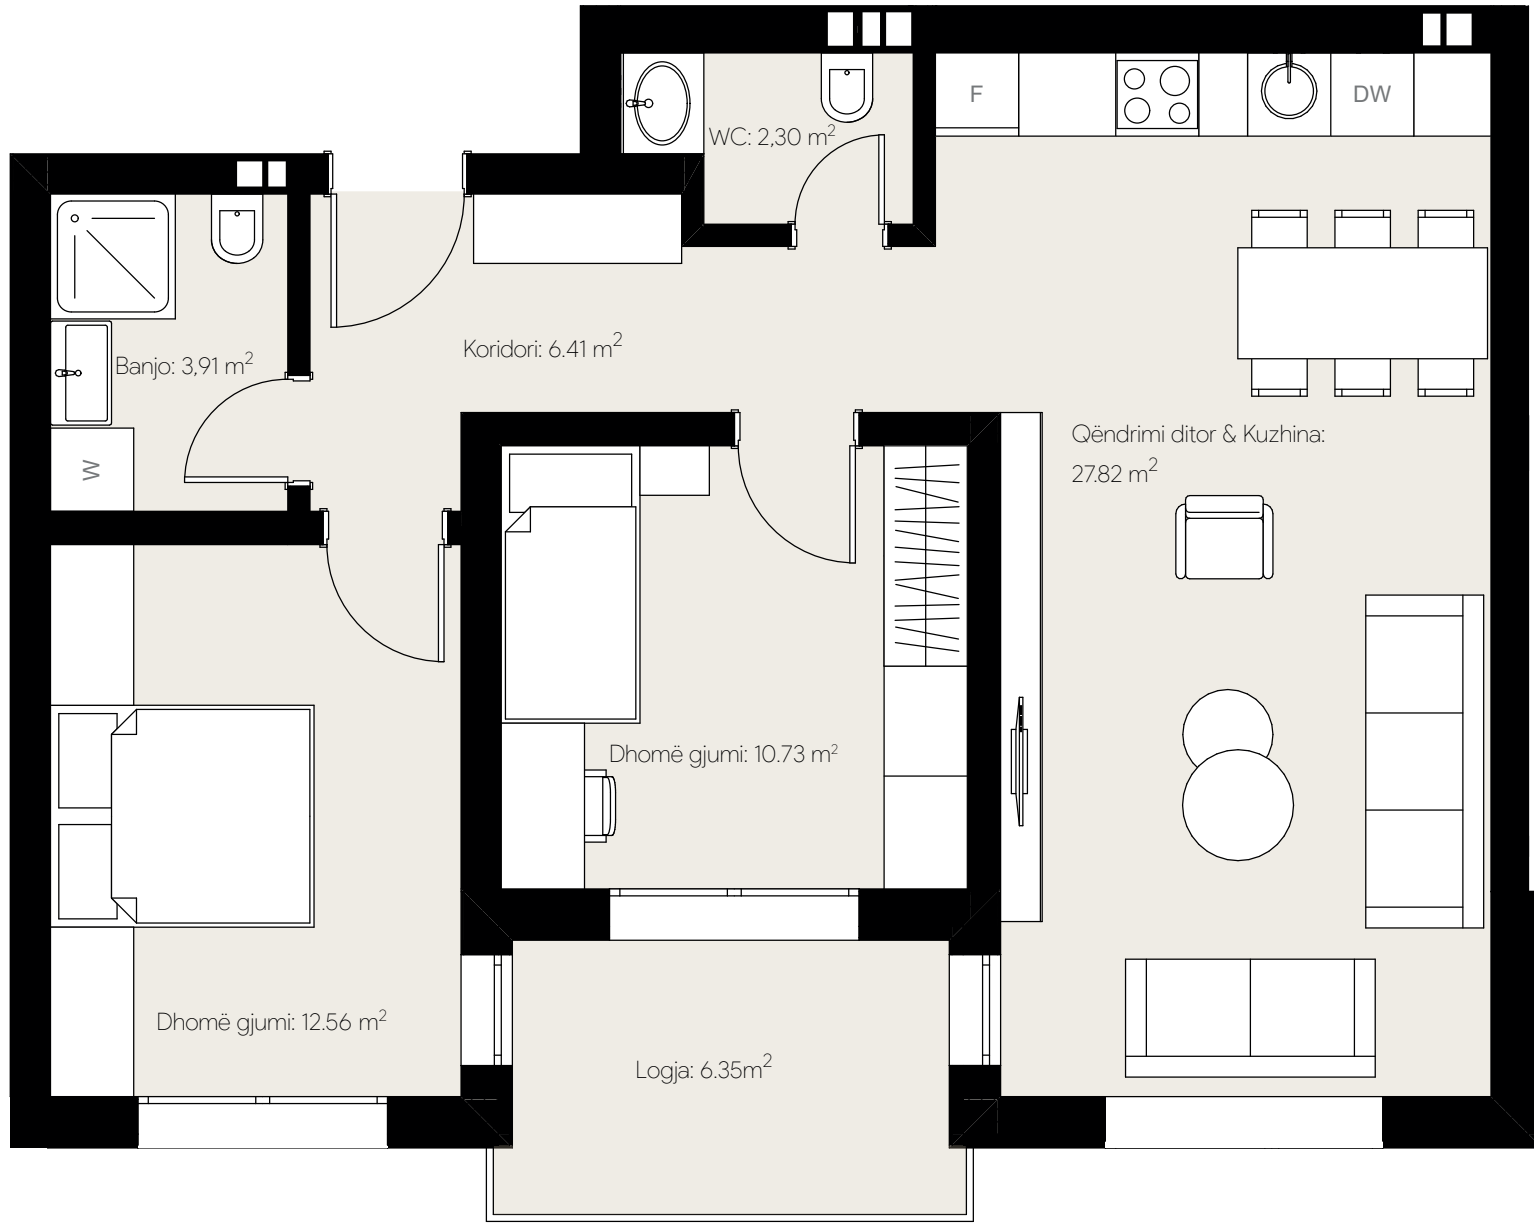 F
DW
WC: 2,30 m²
Koridori: 6.41 m²
Banjo: 3,91 m²
Qëndrimi ditor & Kuzhina:
27.82 m²
W
Dhomë gjumi: 10.73 m²
Dhomë gjumi: 12.56 m²
Logja: 6.35m²